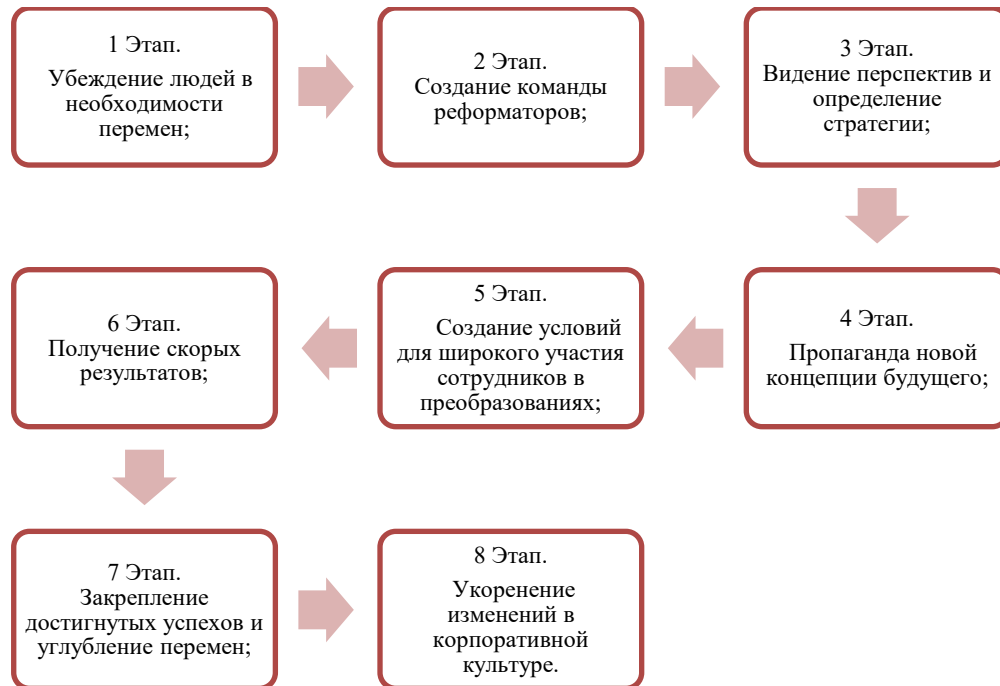 1 Этап.
Убеждение людей в
необходимости
перемен;
2 Этап.
Создание команды
реформаторов;
3 Этап.
Видение перспектив и
определение
стратегии;
4 Этап.
Пропаганда новой
концепции будущего;
5 Этап.
Создание условий
для широкого участия
сотрудников в
преобразованиях;
6 Этап.
Получение скорых
результатов;
7 Этап.
Закрепление
достигнутых успехов и
углубление перемен;
8 Этап.
Укоренение
изменений в
корпоративной
культуре.